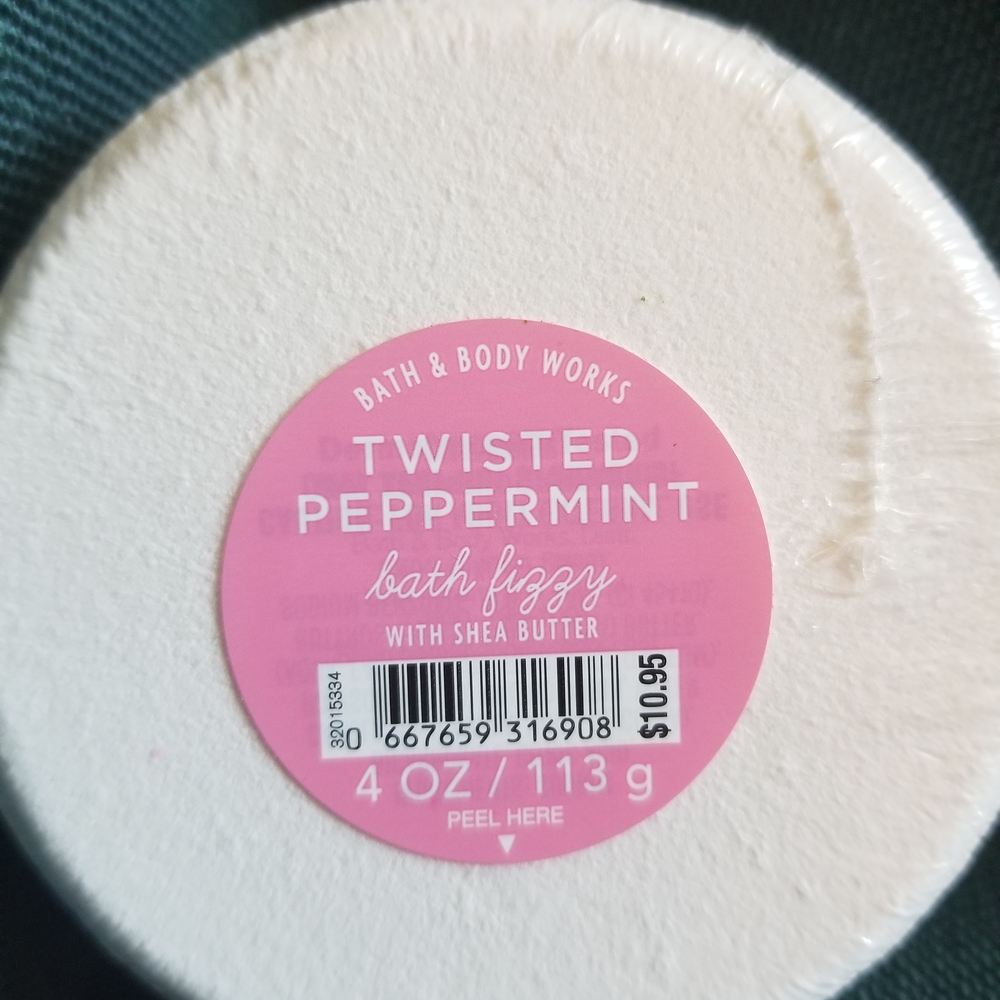 BATH & BODY WORKS
TWISTED
PEPPERMINT
bath fizzy
WITH SHEA BUTTER
32015334
0 667659 316908
$10.95
4 OZ / 113 g
PEEL HERE